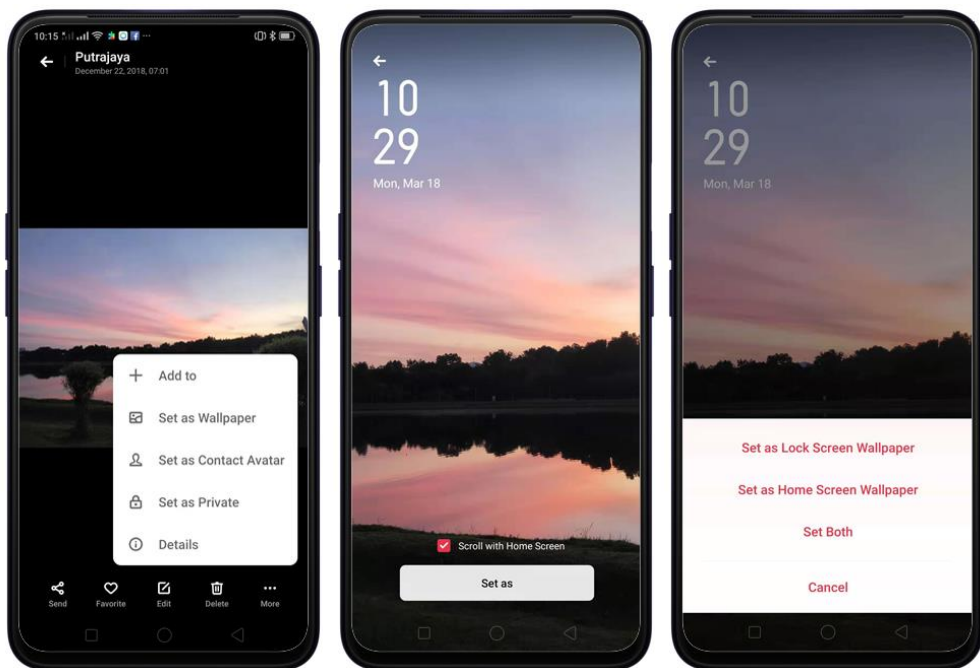 10:15
Putrajaya
December 22, 2018, 07:01
Add to
Set as Wallpaper
Set as Contact Avatar
Set as Private
Details
Send Favorite Edit Delete More
10
29
Mon, Mar 18
Scroll with Home Screen
Set as
10
29
Mon, Mar 18
Set as Lock Screen Wallpaper
Set as Home Screen Wallpaper
Set Both
Cancel